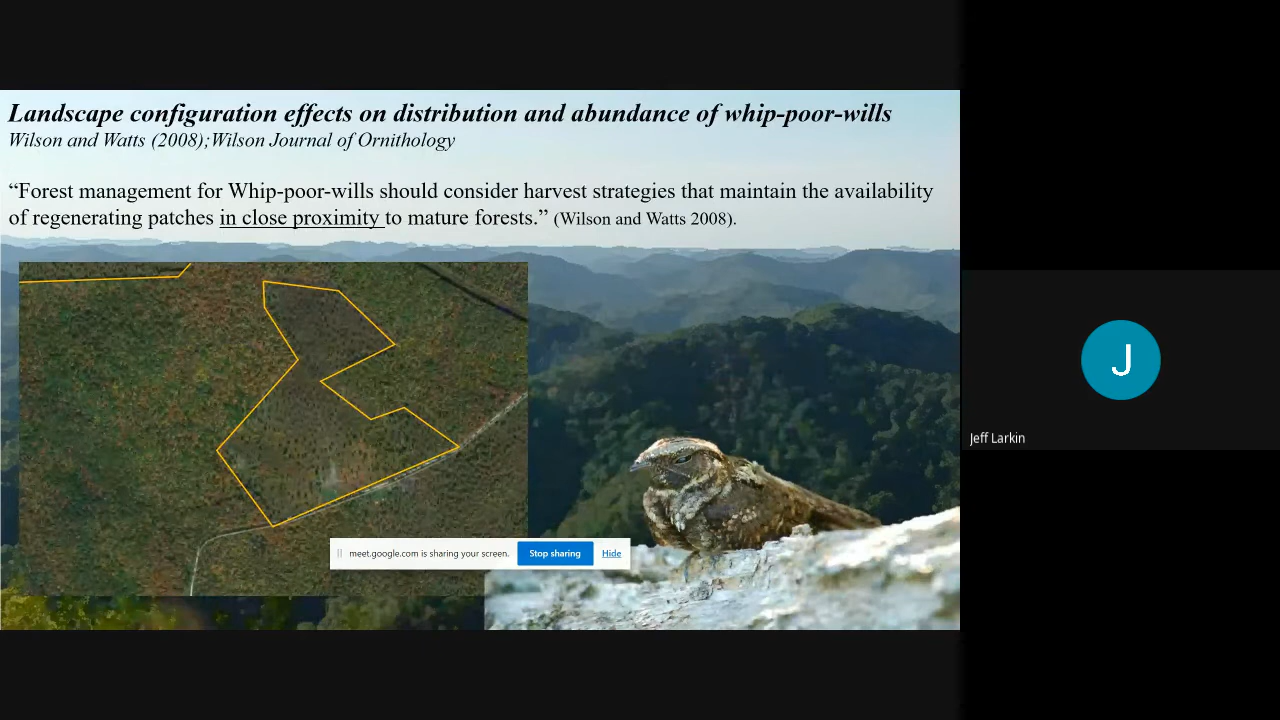 Landscape configuration effects on distribution and abundance of whip-poor-wills
Wilson and Watts (2008);Wilson Journal of Ornithology
“Forest management for Whip-poor-wills should consider harvest strategies that maintain the availability
of regenerating patches in close proximity to mature forests.” (Wilson and Watts 2008).
meet.google.com is sharing your screen. Stop sharing Hide
J
Jeff Larkin